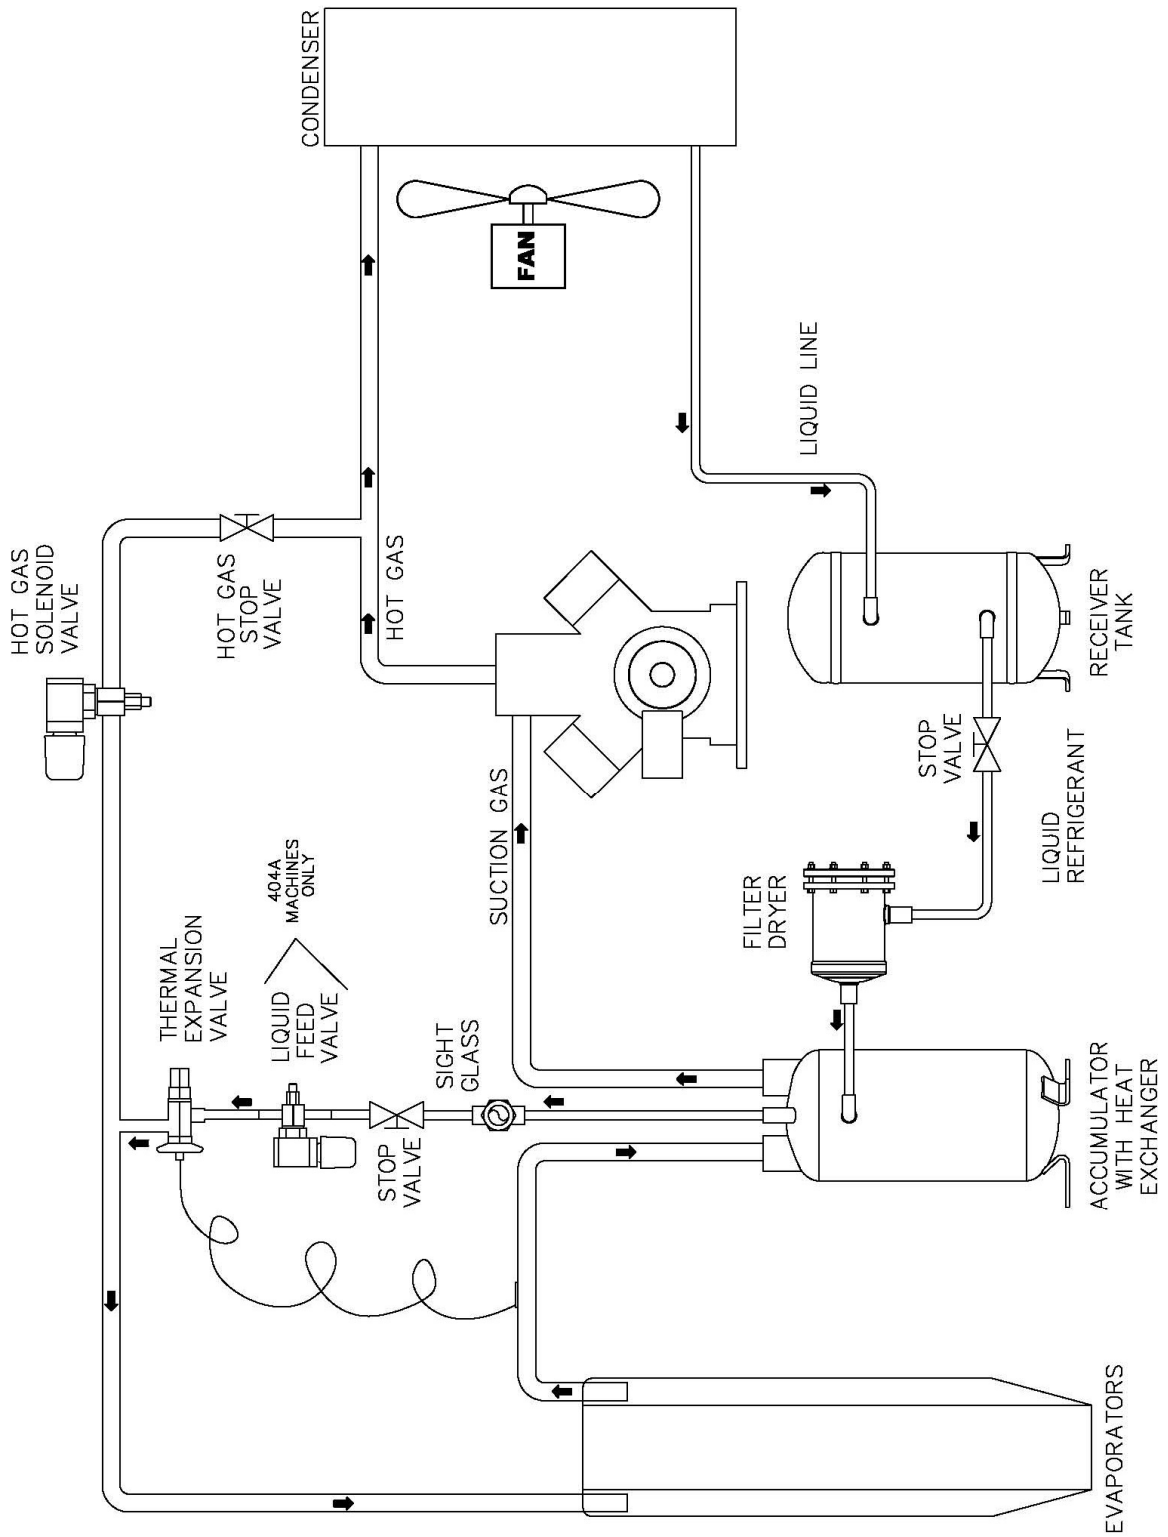 HOT GAS
SOLENOID
VALVE
HOT GAS
STOP
VALVE
CONDENSER
FAN
HOT GAS
LIQUID LINE
THERMAL
EXPANSION
VALVE
404A
MACHINES
ONLY
LIQUID
FEED
VALVE
SIGHT
GLASS
STOP
VALVE
SUCTION GAS
FILTER
DRYER
STOP
VALVE
LIQUID
REFRIGERANT
RECEIVER
TANK
ACCUMULATOR
WITH HEAT
EXCHANGER
EVAPORATORS